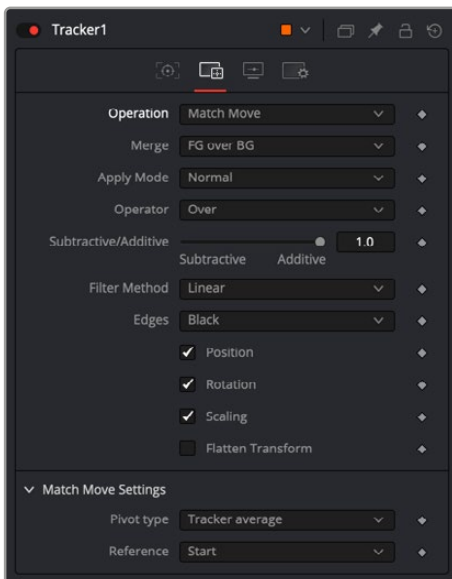 Tracker1
Operation Match Move
Merge FG over BG
Apply Mode Normal
Operator Over
Subtractive/Additive 1.0
Subtractive Additive
Filter Method Linear
Edges Black
Position
Rotation
Scaling
Flatten Transform
Match Move Settings
Pivot type Tracker average
Reference Start